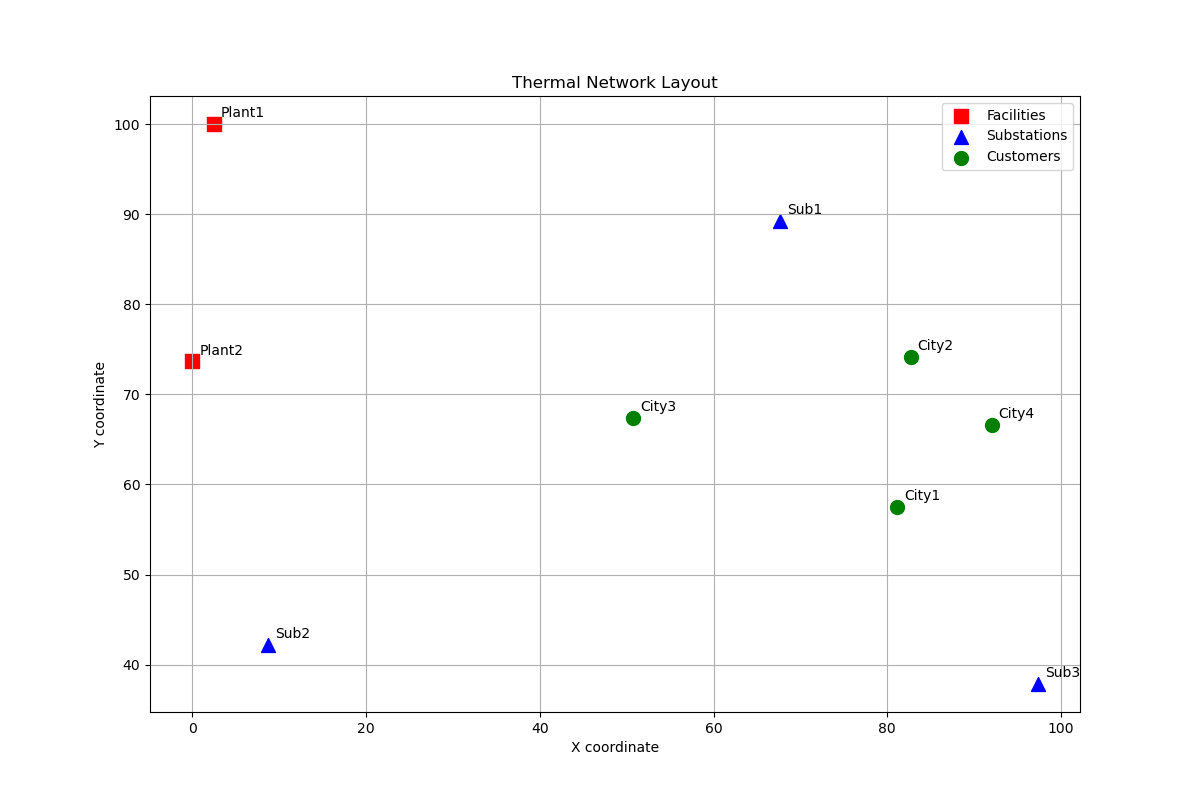 Thermal Network Layout
Plant1
Facilities
Substations
Customers
100
Sub1
90
80
Plant2
City2
70
City3
City4
60
City1
50
Sub2
40
Sub3
0 20 40 60 80 100
X coordinate
Y coordinate